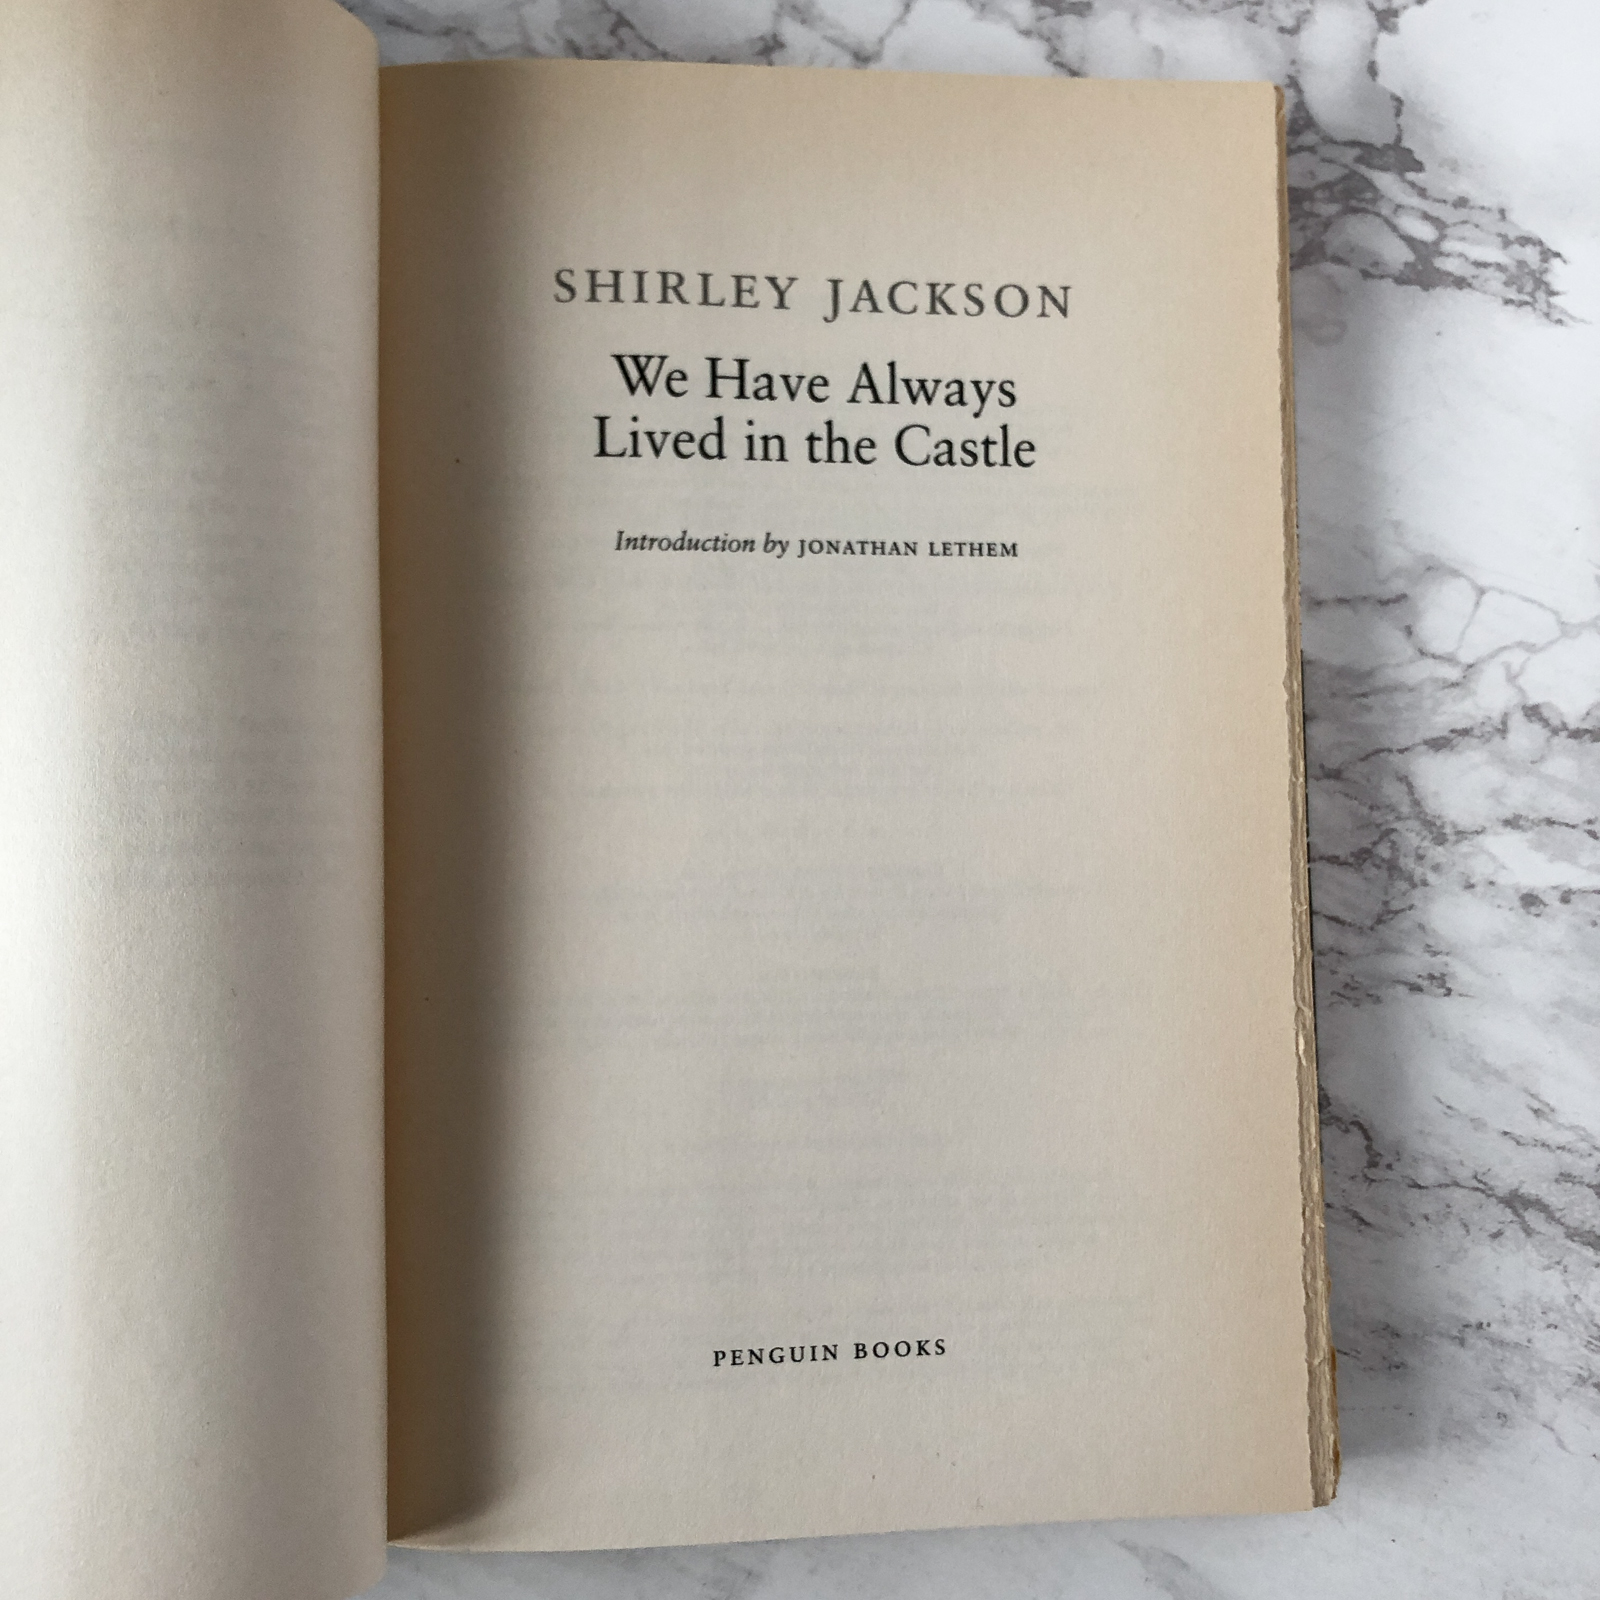 SHIRLEY JACKSON
We Have Always
Lived in the Castle
Introduction by JONATHAN LETHEM
PENGUIN BOOKS